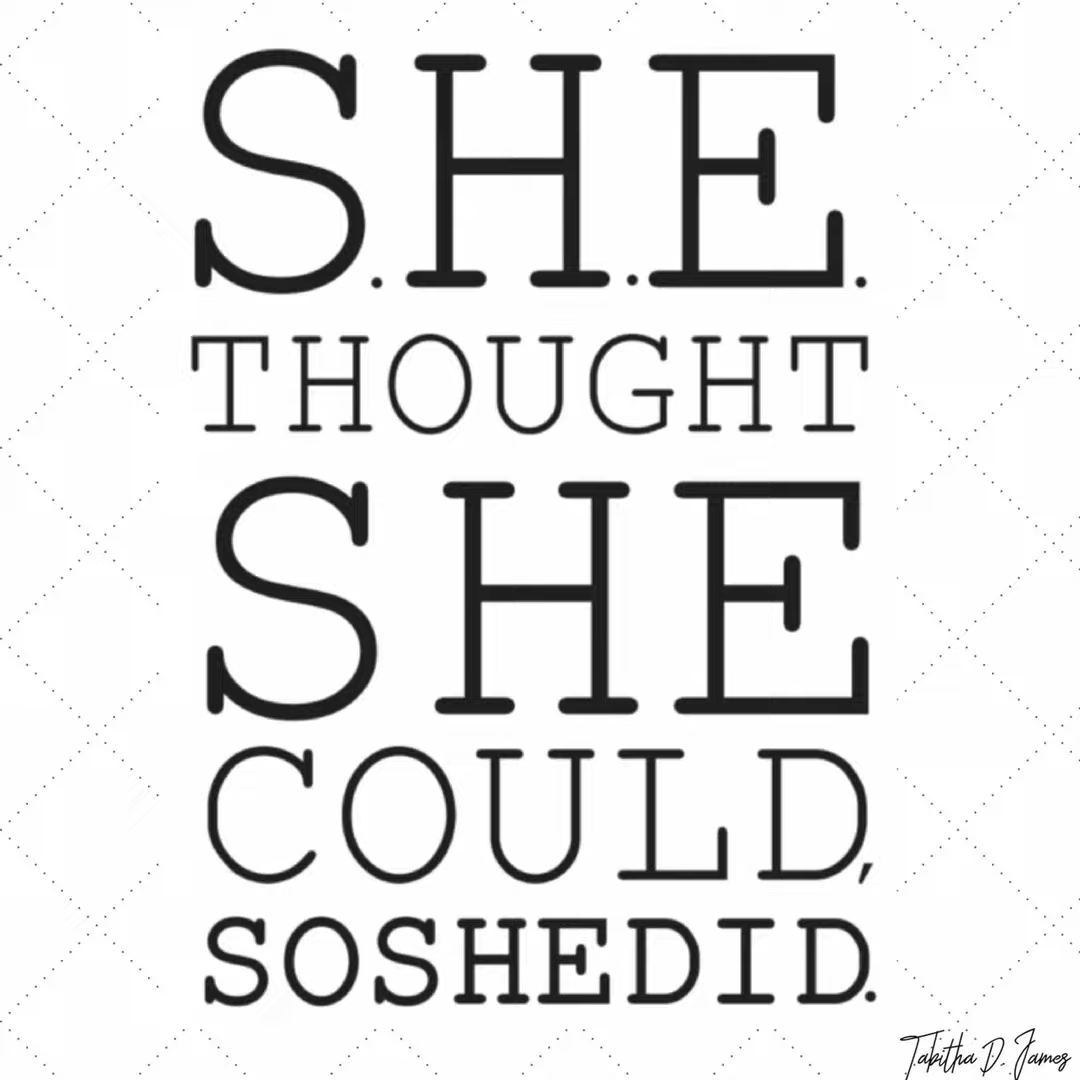 S.H.E.
THOUGHT
SHE
COULD,
SOSHEDID.
Tabitha D. James